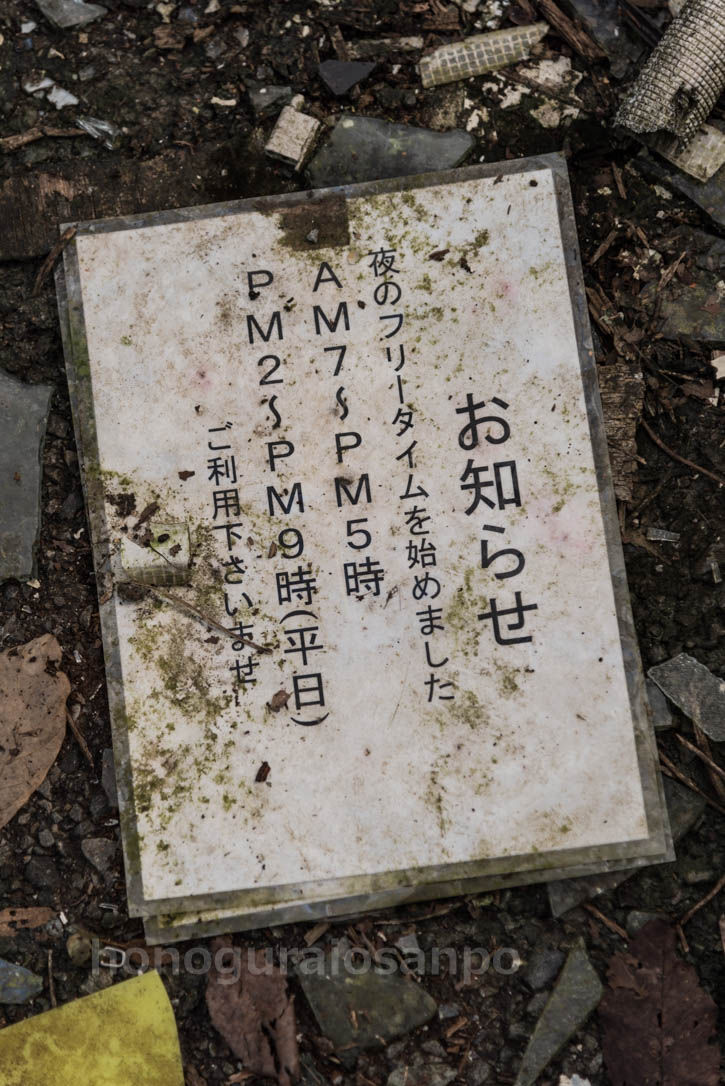 お知らせ
夜のフリータイムを始めました
AM7~PM5時
PM2~PM9時(平日)
ご利用下さいませ
honoguraiosanpo